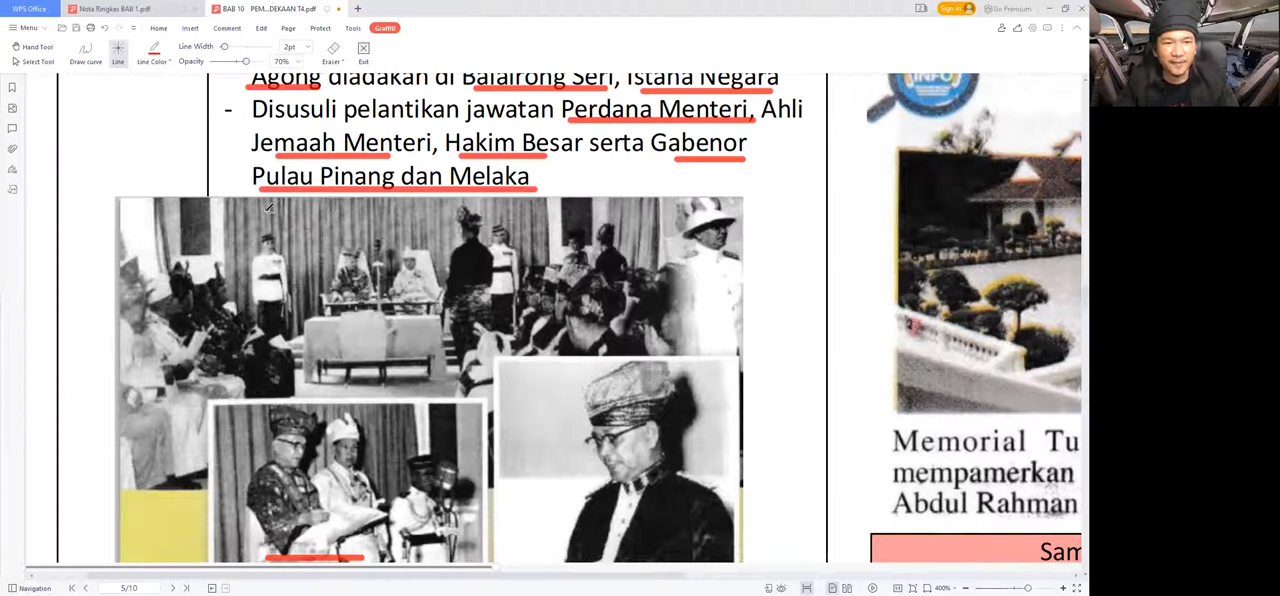 WPS Office
Nota Ringkas BAB 1.pdf
BAB 10 PEM...DEKAAN T4.pdf
Sign in
Go Premium
Menu
Home
Insert
Comment
Edit
Page
Protect
Tools
Graffiti
Hand Tool
Select Tool
Draw curve
Line
Line Color
Line Width
2pt
Opacity
70%
Eraser
Exit
Agong diadakan di Balairong Seri, Istana Negara
- Disusuli pelantikan jawatan Perdana Menteri, Ahli
Jemaah Menteri, Hakim Besar serta Gabenor
Pulau Pinang dan Melaka
INFO
Memorial Tu
mempamerkan
Abdul Rahman
Sam
Navigation
5/10
400%